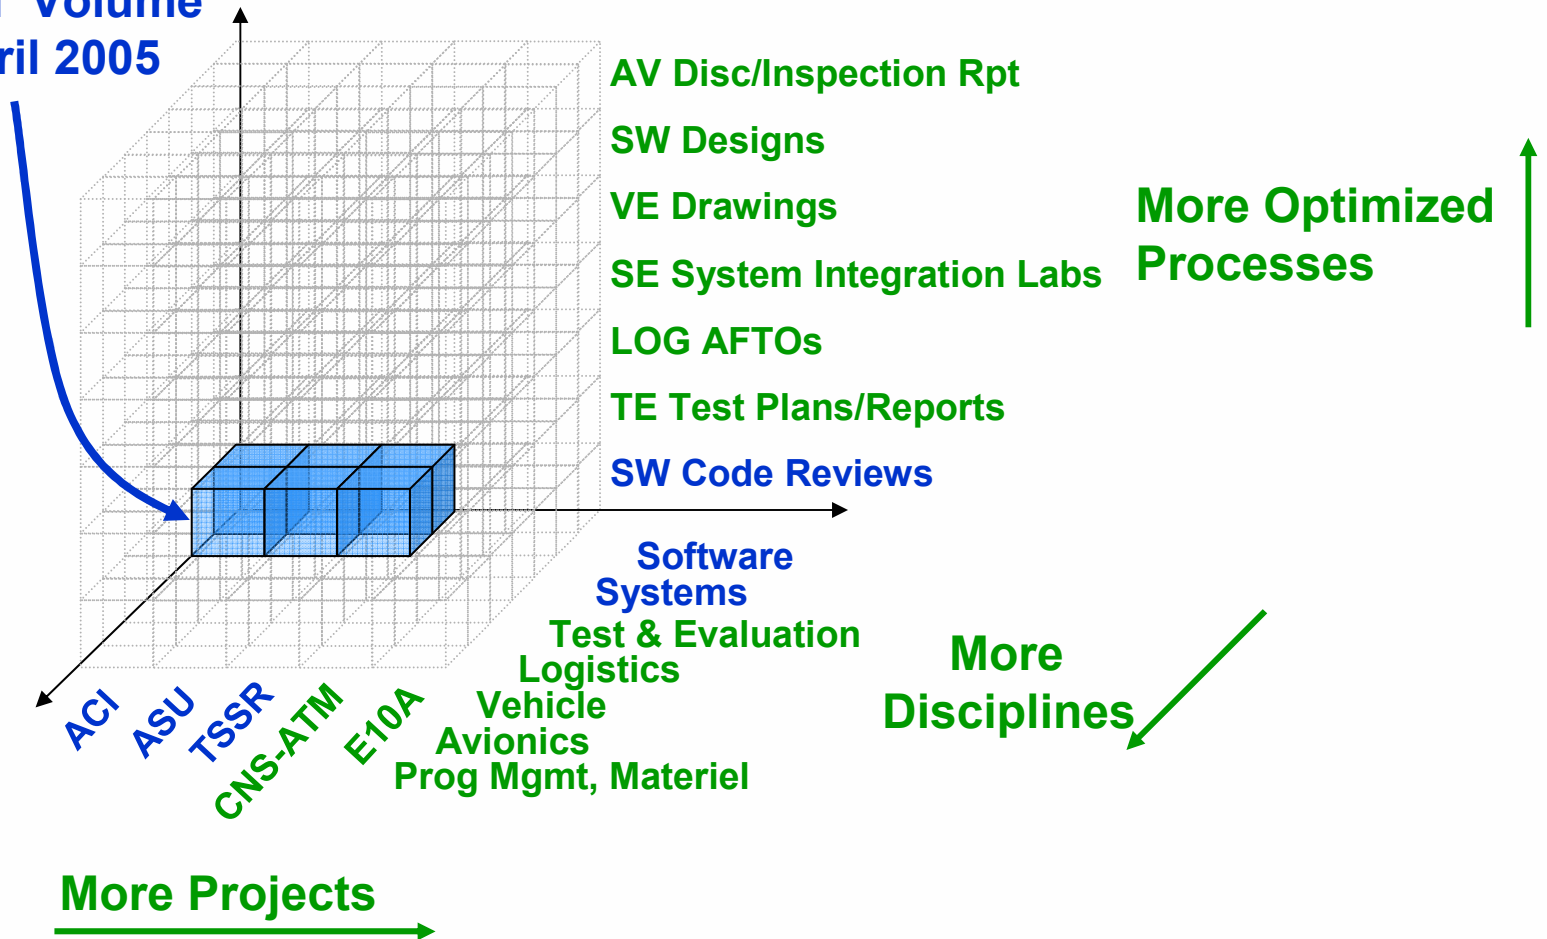 Volume
2005
AV Disc/Inspection Rpt
SW Designs
VE Drawings
SE System Integration Labs
LOG AFTOs
TE Test Plans/Reports
SW Code Reviews
More Optimized
Processes
Software
Systems
Test & Evaluation
Logistics
Vehicle
Avionics
Prog Mgmt, Materiel
More
Disciplines
ACI
ASU
TSSR
CNS-ATM
E10A
More Projects